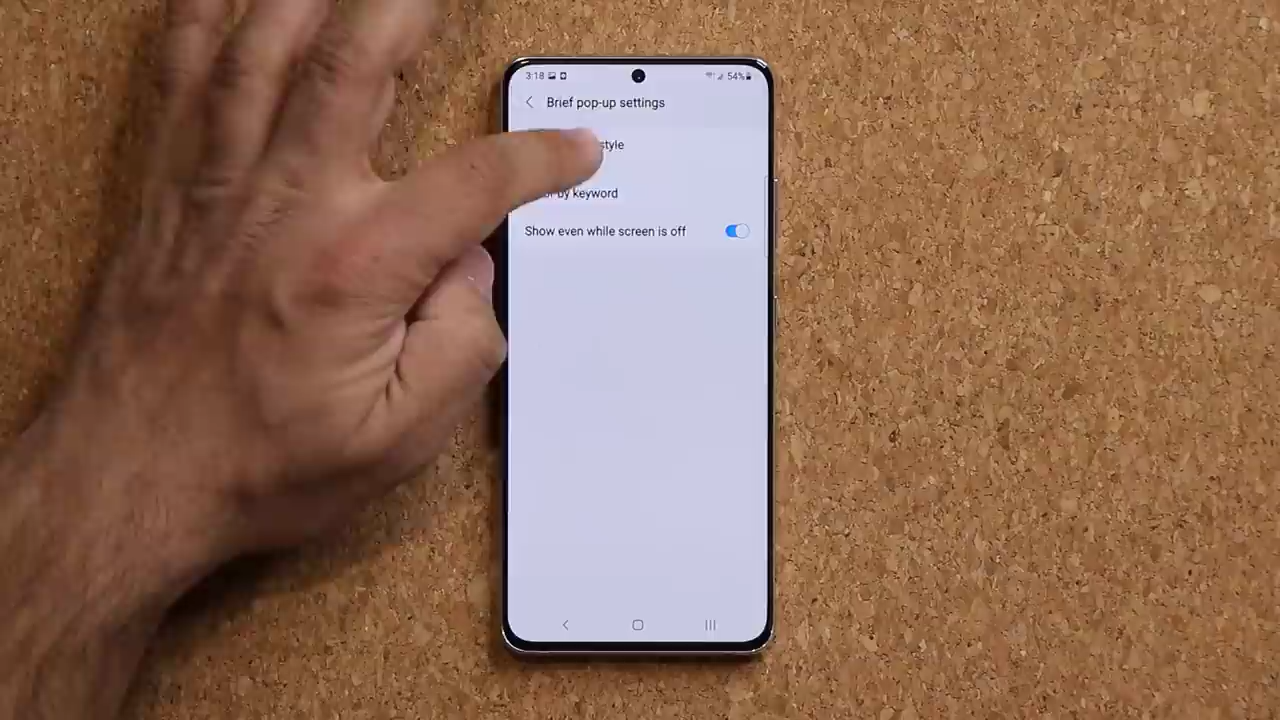 3:18 54%
Brief pop-up settings
style
by keyword
Show even while screen is off